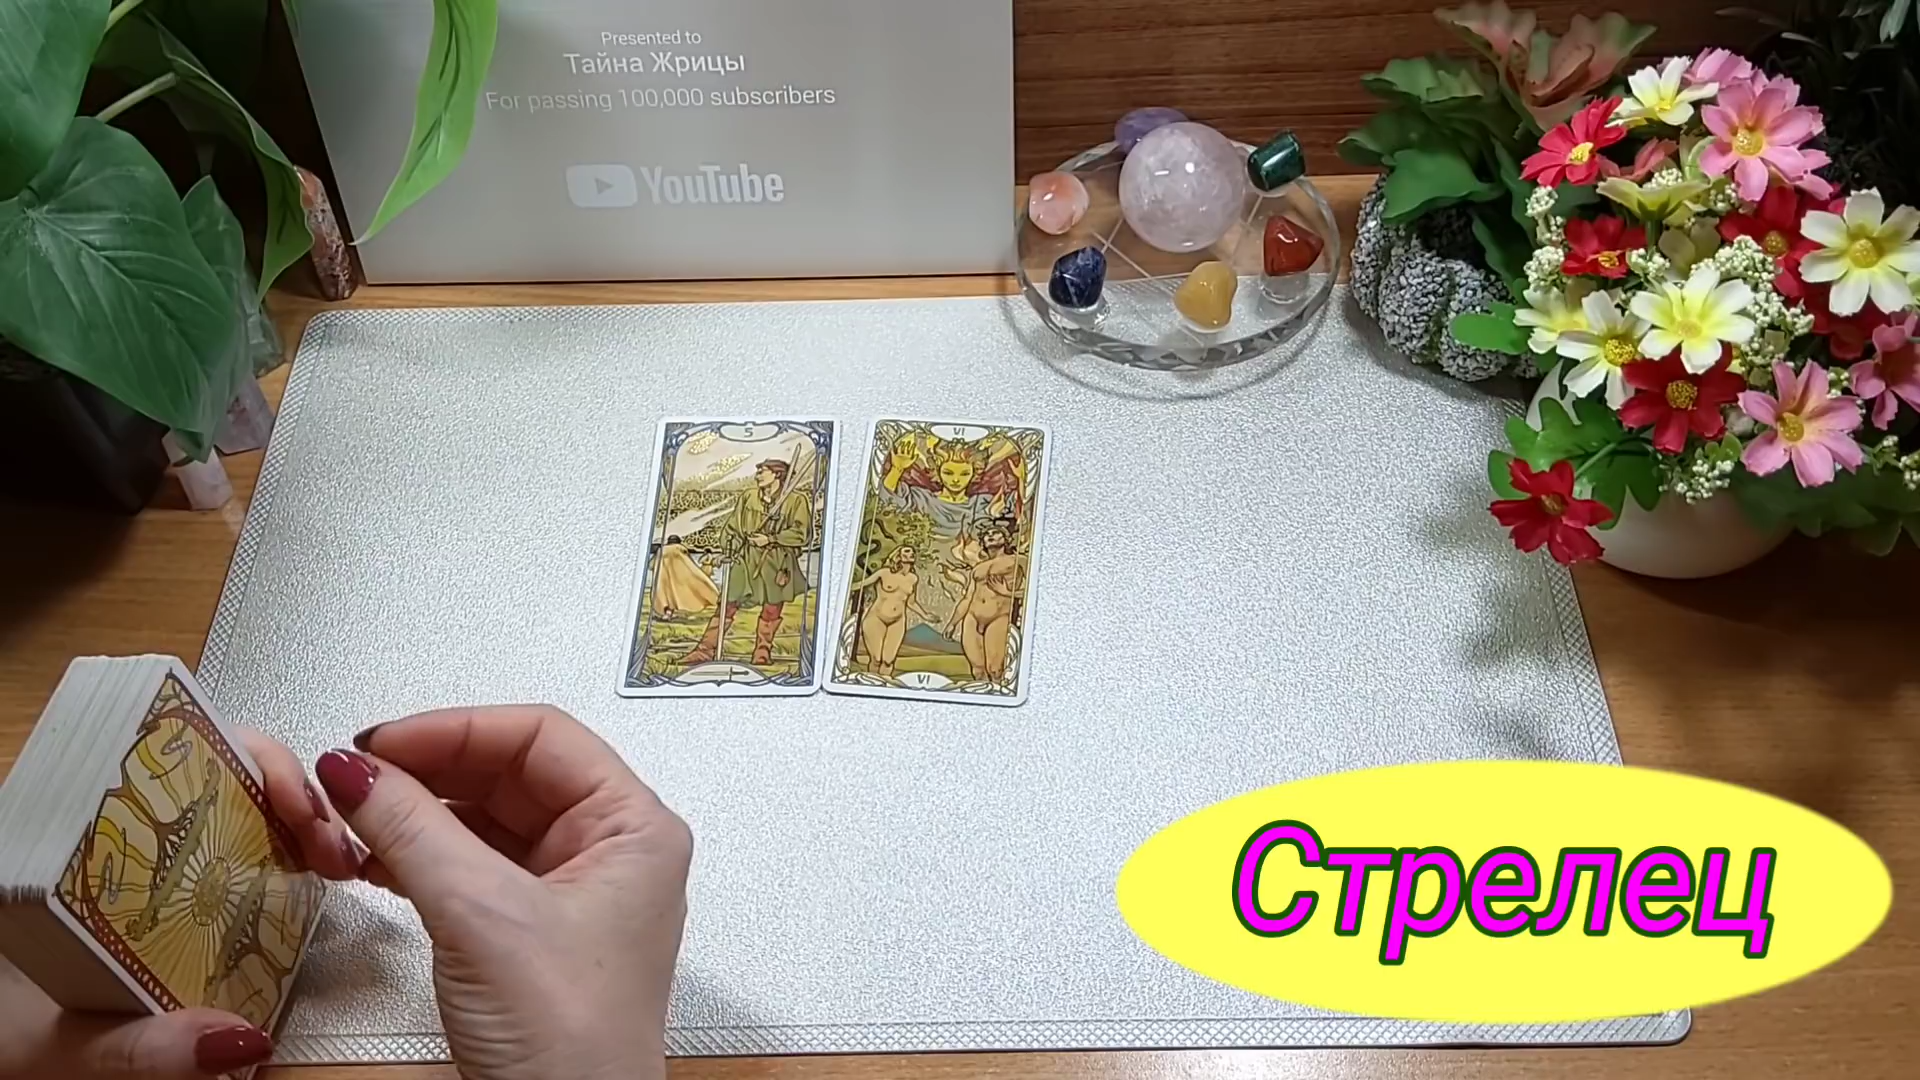 Presented to
Тайна Жрицы
For passing 100,000 subscribers
YouTube
5
VI
VI
Стрелец